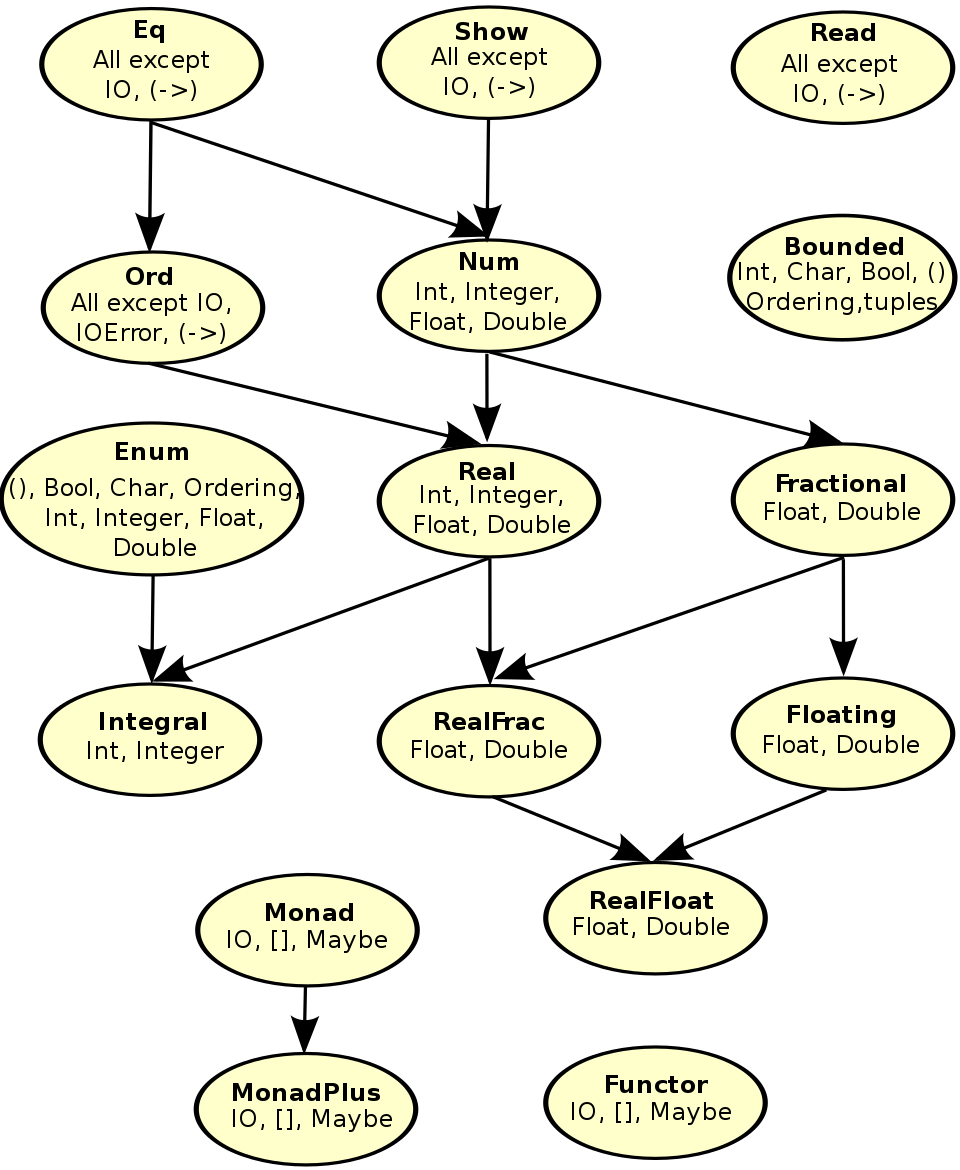 Eq
All except
IO, (->)
Show
All except
IO, (->)
Read
All except
IO, (->)
Ord
All except IO,
IOError, (->)
Num
Int, Integer,
Float, Double
Bounded
Int, Char, Bool, ()
Ordering,tuples
Enum
(), Bool, Char, Ordering,
Int, Integer, Float,
Double
Real
Int, Integer,
Float, Double
Fractional
Float, Double
Integral
Int, Integer
RealFrac
Float, Double
Floating
Float, Double
Monad
IO, [], Maybe
RealFloat
Float, Double
MonadPlus
IO, [], Maybe
Functor
IO, [], Maybe